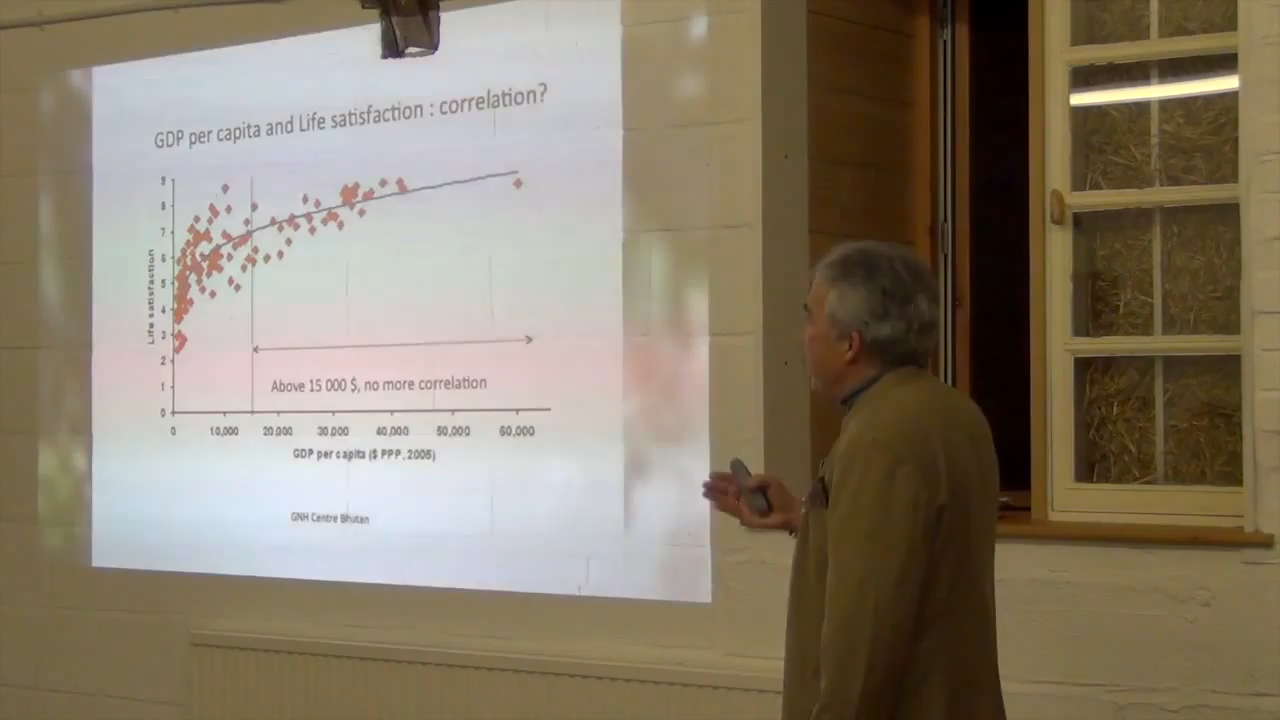 GDP per capita and Life satisfaction : correlation?
9
8
7
6
5
4
3
2
1
0
Life satisfaction
Above 15 000 $, no more correlation
0 10,000 20,000 30,000 40,000 50,000 60,000
GDP per capita ($ PPP, 2005)
GNH Centre Bhutan